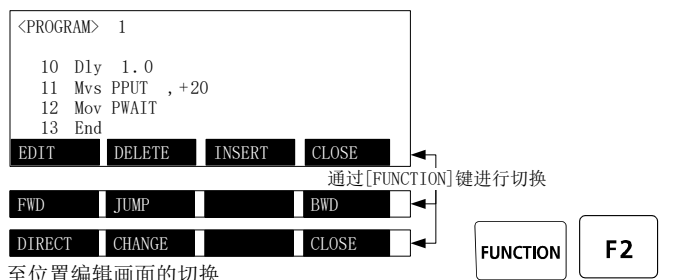 <PROGRAM> 1
10 Dly 1.0
11 Mvs PPUT ,+20
12 Mov PWAIT
13 End
EDIT DELETE INSERT CLOSE
通过[FUNCTION]键进行切换
FWD JUMP BWD
DIRECT CHANGE CLOSE
FUNCTION F2
至位置编辑画面的切换